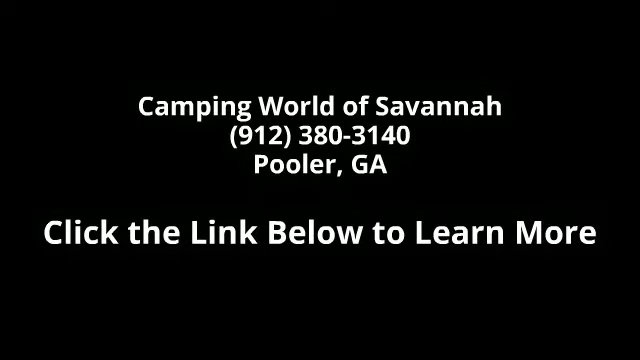 Camping World of Savannah
(912) 380-3140
Pooler, GA
Click the Link Below to Learn More